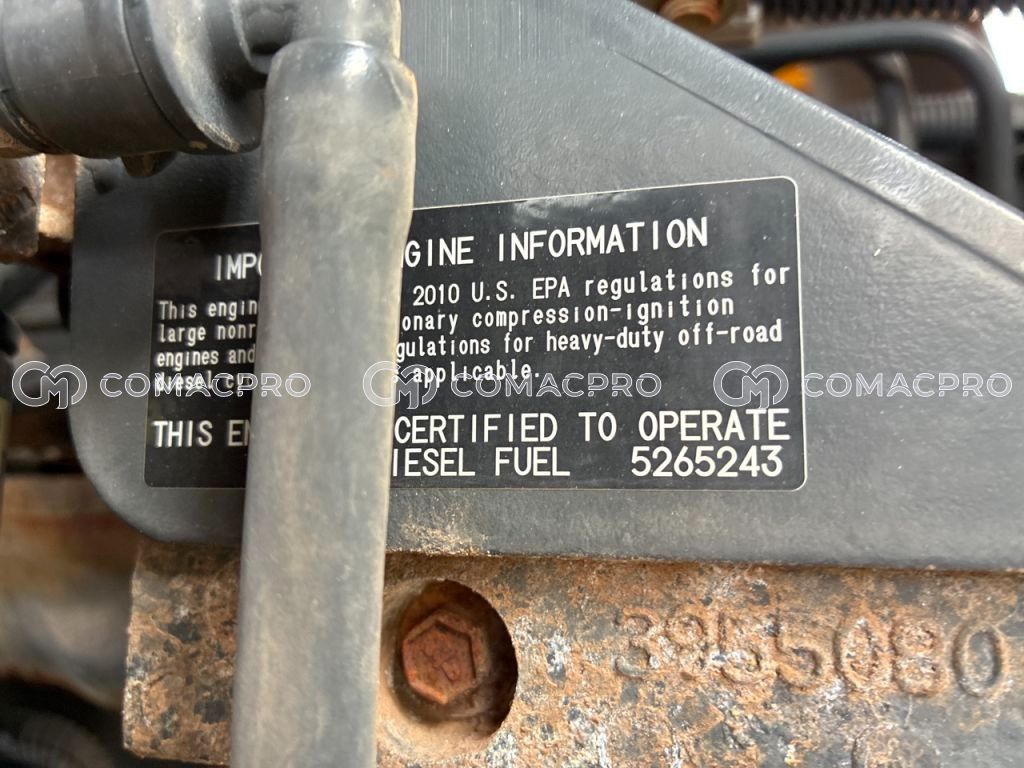 IMPO GINE INFORMATION
This engin 2010 U.S. EPA regulations for
large nonr onary compression-ignition
engines and gulations for heavy-duty off-road
diesel c s applicable.
COMACPRO COMACPRO COMACPRO
THIS EN CERTIFIED TO OPERATE
IESEL FUEL 5265243
3955080